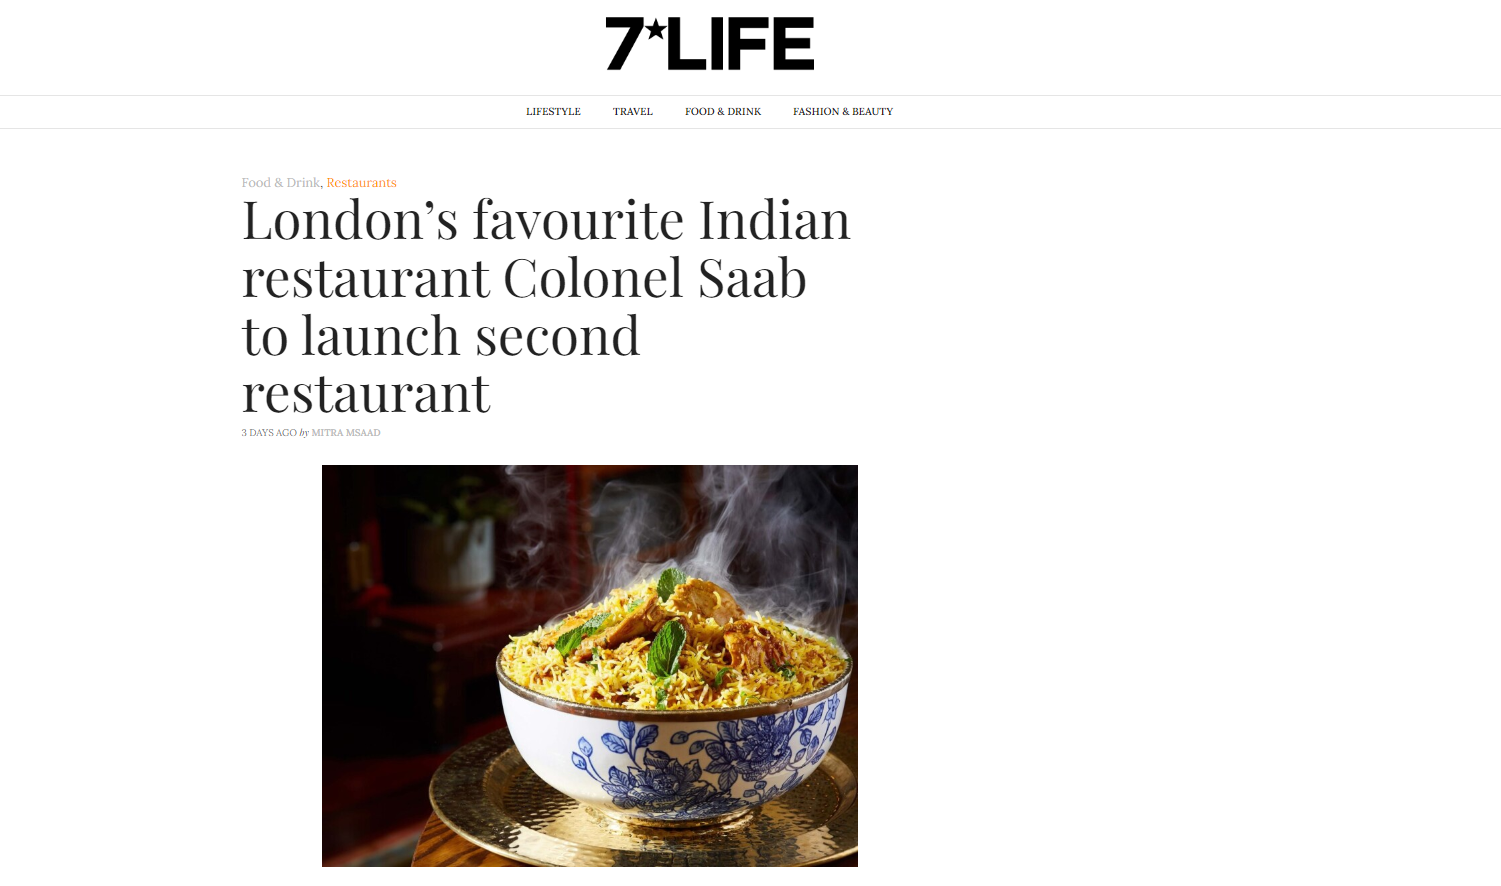 7★LIFE
LIFESTYLE TRAVEL FOOD & DRINK FASHION & BEAUTY
Food & Drink, Restaurants
London’s favourite Indian
restaurant Colonel Saab
to launch second
restaurant
3 DAYS AGO by MITRA MSAAD